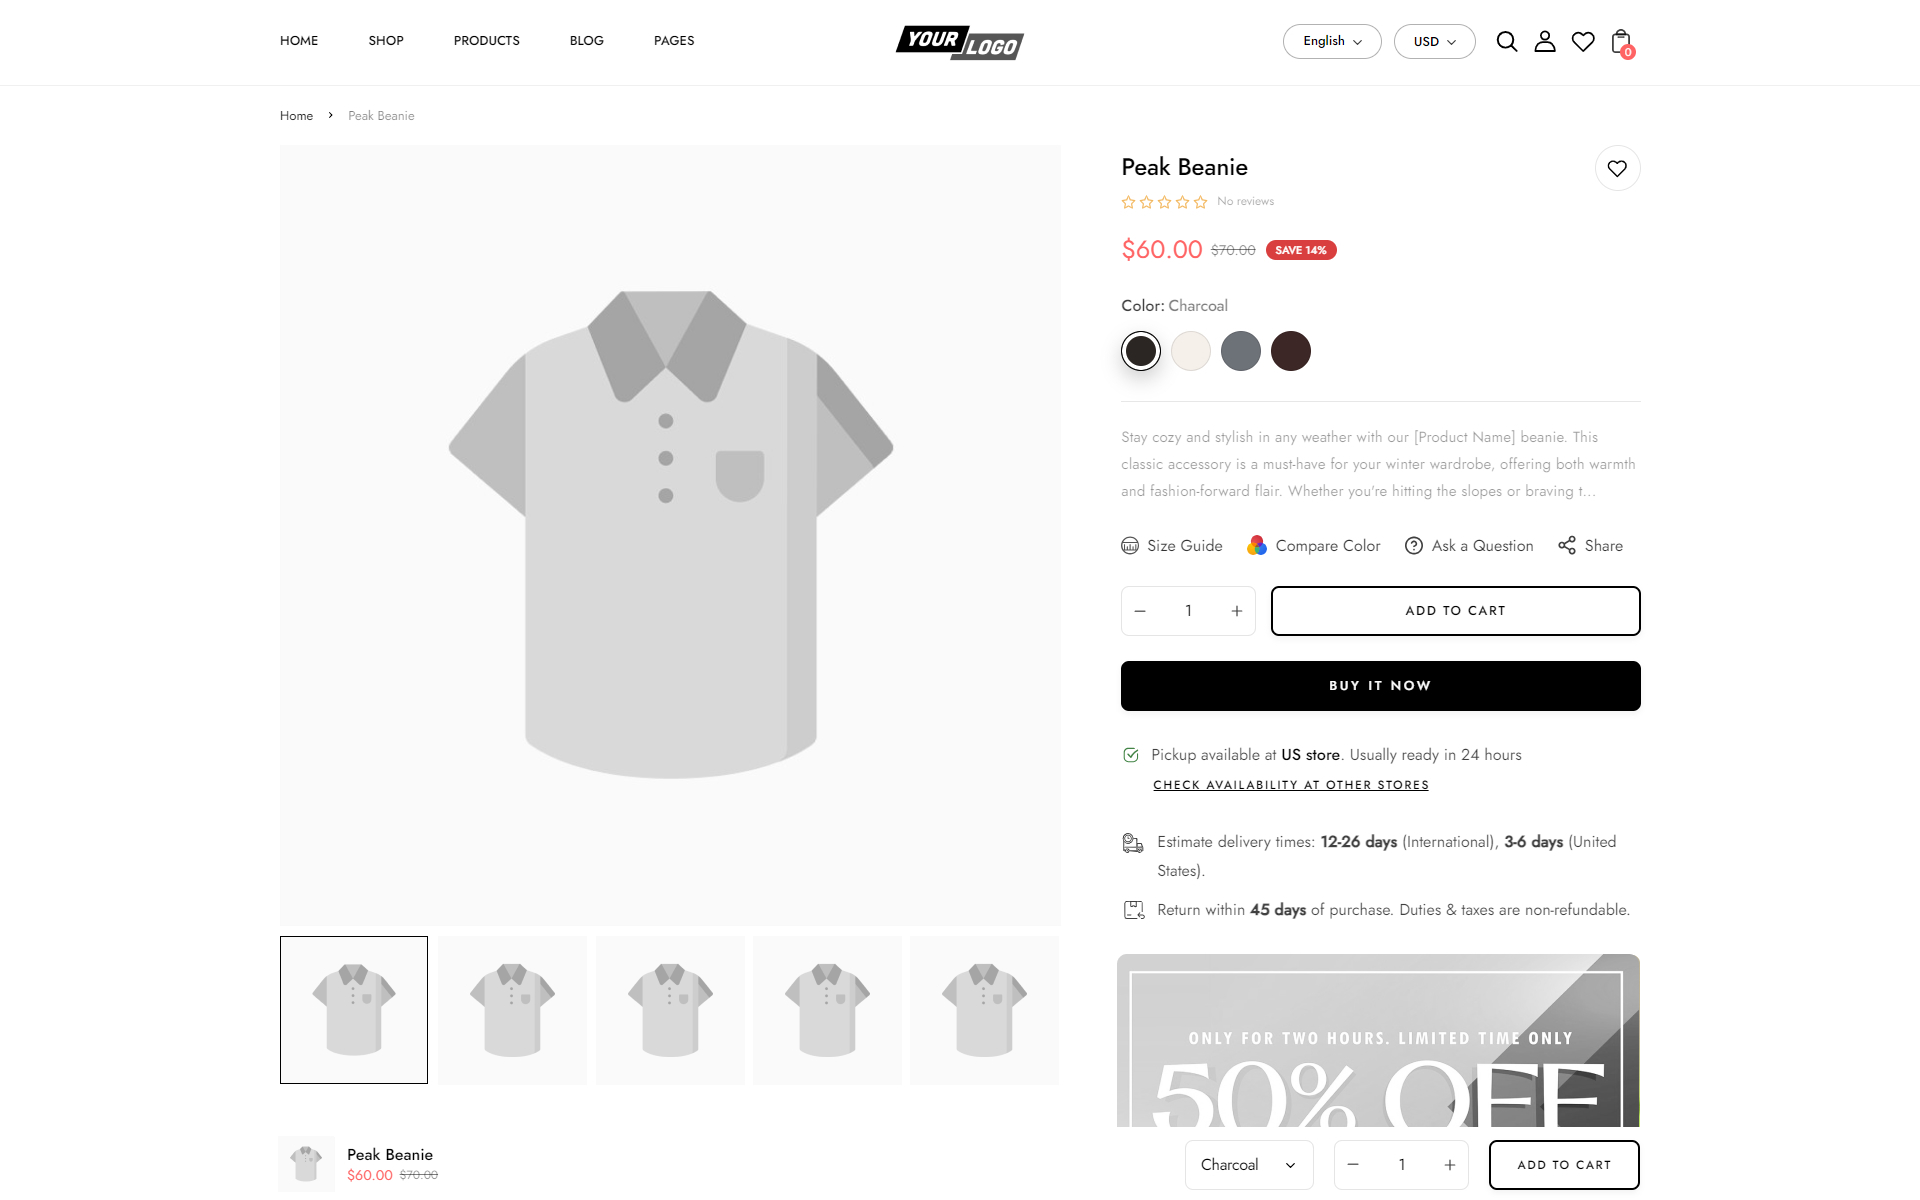 HOME SHOP PRODUCTS BLOG PAGES
YOUR LOGO
English USD
0
Home Peak Beanie
Peak Beanie
No reviews
$60.00 $70.00 SAVE 14%
Color: Charcoal
Stay cozy and stylish in any weather with our [Product Name] beanie. This
classic accessory is a must-have for your winter wardrobe, offering both warmth
and fashion-forward flair. Whether you're hitting the slopes or braving t...
Size Guide Compare Color Ask a Question Share
1 ADD TO CART
BUY IT NOW
Pickup available at US store. Usually ready in 24 hours
CHECK AVAILABILITY AT OTHER STORES
Estimate delivery times: 12-26 days (International), 3-6 days (United
States).
Return within 45 days of purchase. Duties & taxes are non-refundable.
ONLY FOR TWO HOURS. LIMITED TIME ONLY
50% OFF
Peak Beanie
$60.00 $70.00
Charcoal 1 ADD TO CART